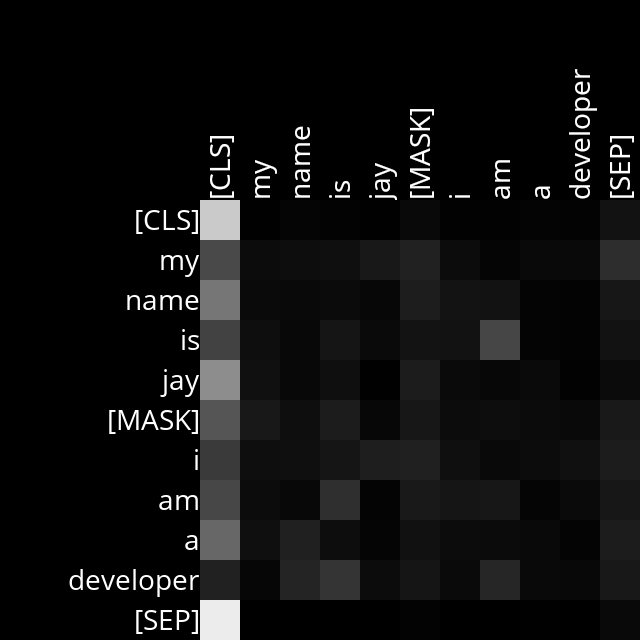 [CLS] my name is jay [MASK] i am a developer [SEP]
[CLS]
my
name
is
jay
[MASK]
i
am
a
developer
[SEP]